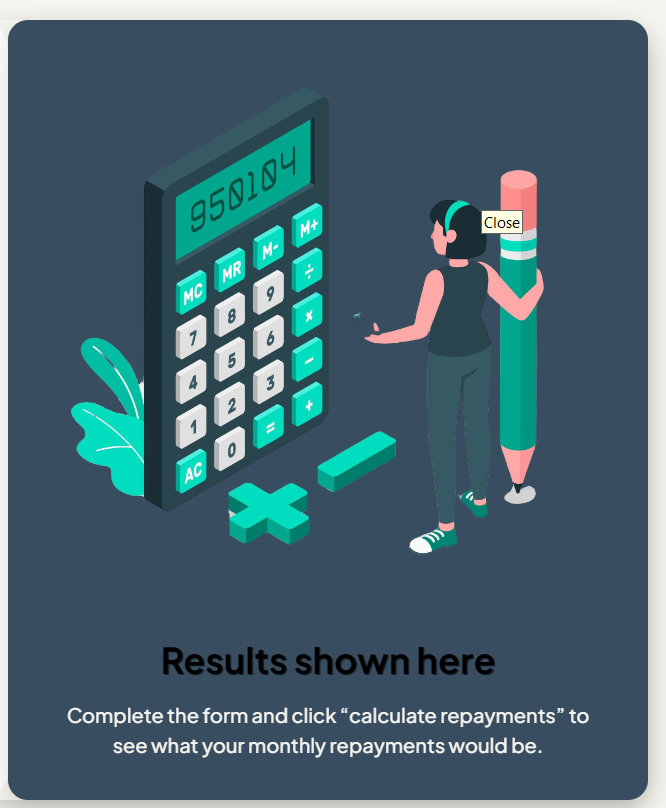 950104
M+
M-
MR
MC
÷
9
8
7
×
6
5
4
−
3
2
1
+
=
0
AC
Close
Results shown here
Complete the form and click “calculate repayments” to
see what your monthly repayments would be.